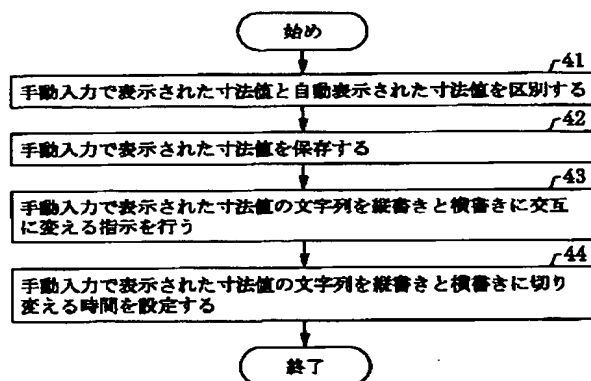 始め
41
手動入力で表示された寸法値と自動表示された寸法値を区別する
42
手動入力で表示された寸法値を保存する
43
手動入力で表示された寸法値の文字列を縦書きと横書きに交互
に変える指示を行う
44
手動入力で表示された寸法値の文字列を縦書きと横書きに切り
変える時間を設定する
終了